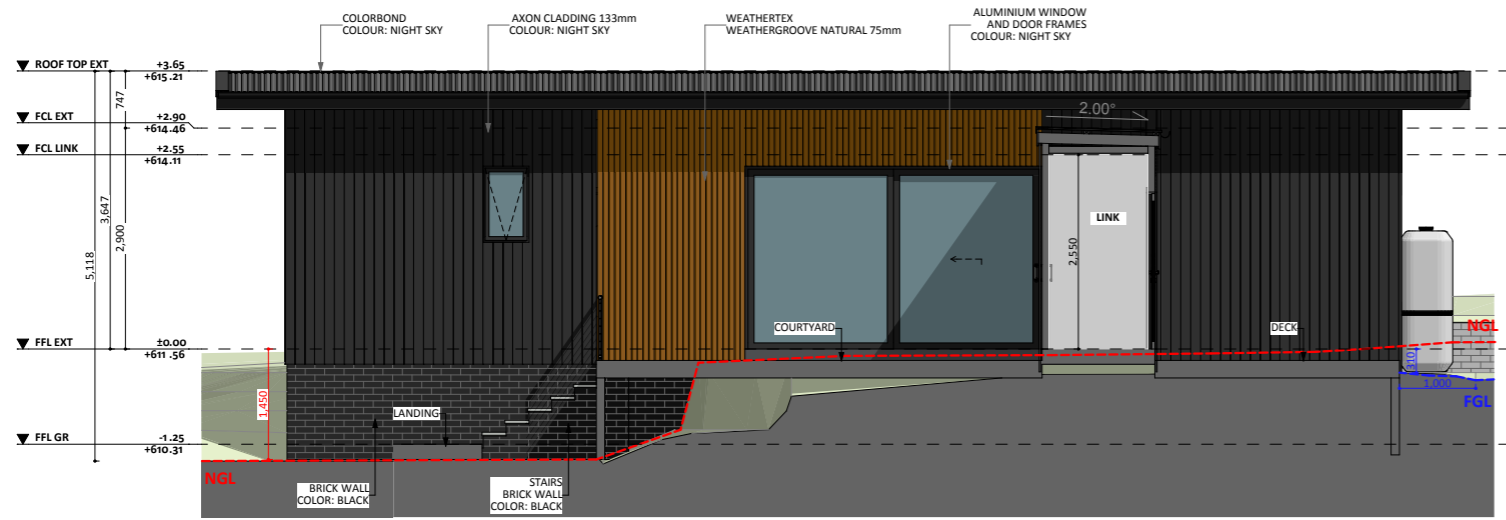 COLORBOND
COLOUR: NIGHT SKY
AXON CLADDING 133mm
COLOUR: NIGHT SKY
WEATHERTEX
WEATHERGROOVE NATURAL 75mm
ALUMINIUM WINDOW
AND DOOR FRAMES
COLOUR: NIGHT SKY
ROOF TOP EXT +3.65
+615.21
747
2.00°
FCL EXT +2.90
+614.46
FCL LINK +2.55
+614.11
3,647
2,900
5,118
LINK
2,550
COURTYARD
DECK
NGL
FFL EXT ±0.00
+611.56
310
1,000
FGL
1,450
LANDING
FFL GR -1.25
+610.31
NGL
BRICK WALL
COLOR: BLACK
STAIRS
BRICK WALL
COLOR: BLACK